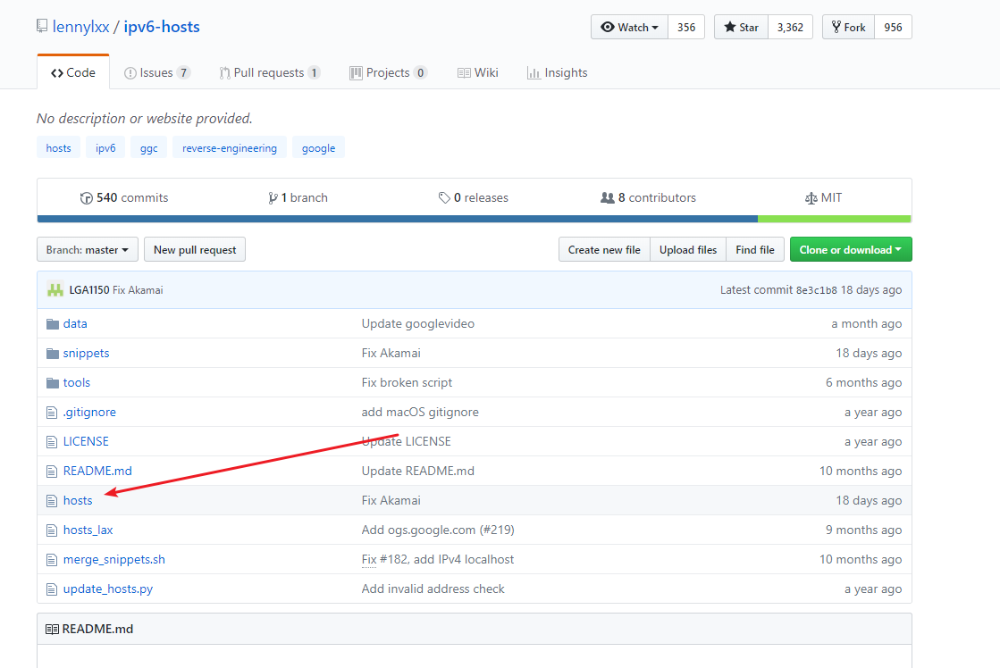 lennylxx / ipv6-hosts
Watch 356 Star 3,362 Fork 956
Code Issues 7 Pull requests 1 Projects 0 Wiki Insights
No description or website provided.
hosts ipv6 ggc reverse-engineering google
540 commits 1 branch 0 releases 8 contributors MIT
Branch: master New pull request Create new file Upload files Find file Clone or download
LGA1150 Fix Akamai Latest commit 8e3c1b8 18 days ago
data Update googlevideo a month ago
snippets Fix Akamai 18 days ago
tools Fix broken script 6 months ago
.gitignore add macOS gitignore a year ago
LICENSE Update LICENSE a year ago
README.md Update README.md 10 months ago
hosts Fix Akamai 18 days ago
hosts_lax Add ogs.google.com (#219) 9 months ago
merge_snippets.sh Fix #182, add IPv4 localhost 10 months ago
update_hosts.py Add invalid address check a year ago
README.md